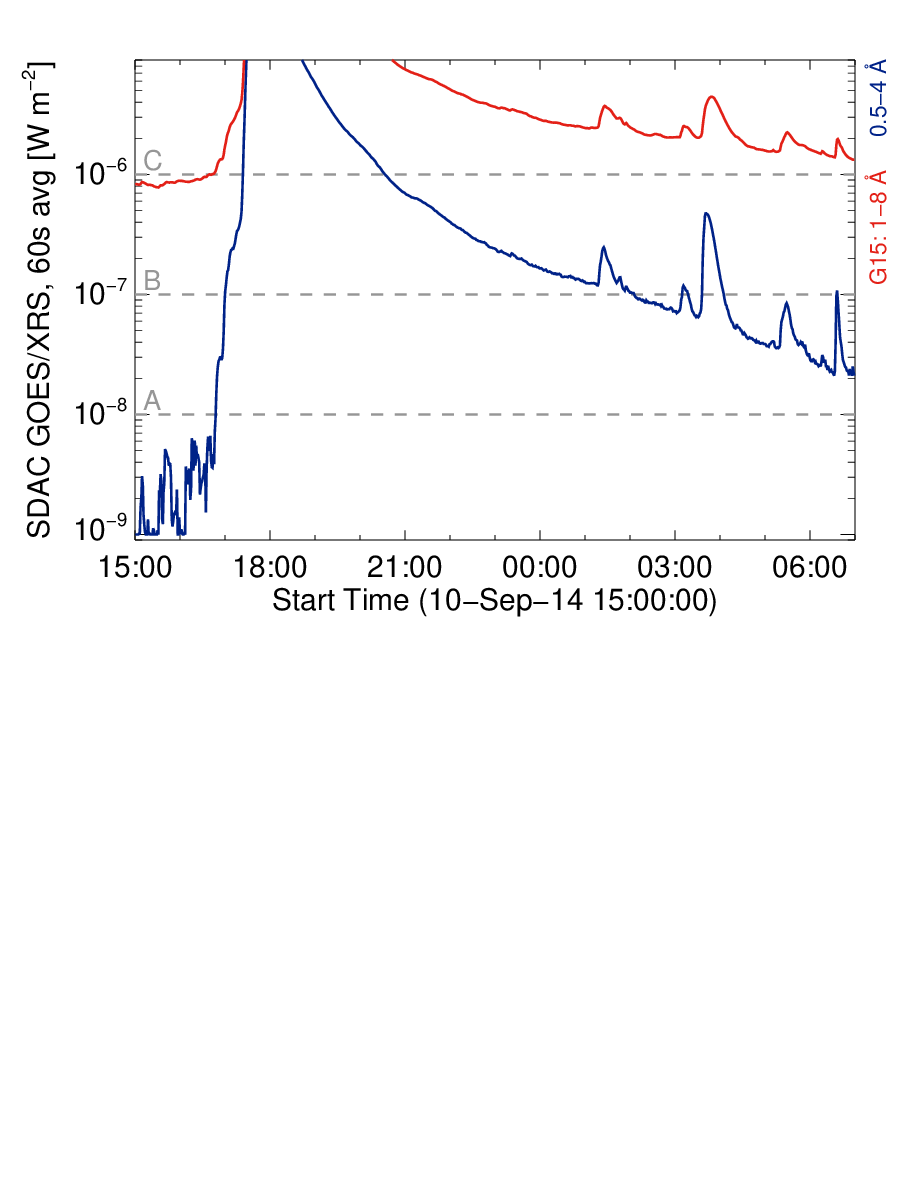 SDAC GOES/XRS, 60s avg [W m−2]
C
10−6
B
10−7
A
10−8
10−9
15:00 18:00 21:00 00:00 03:00 06:00
Start Time (10−Sep−14 15:00:00)
G15: 1−8 Å
0.5−4 Å